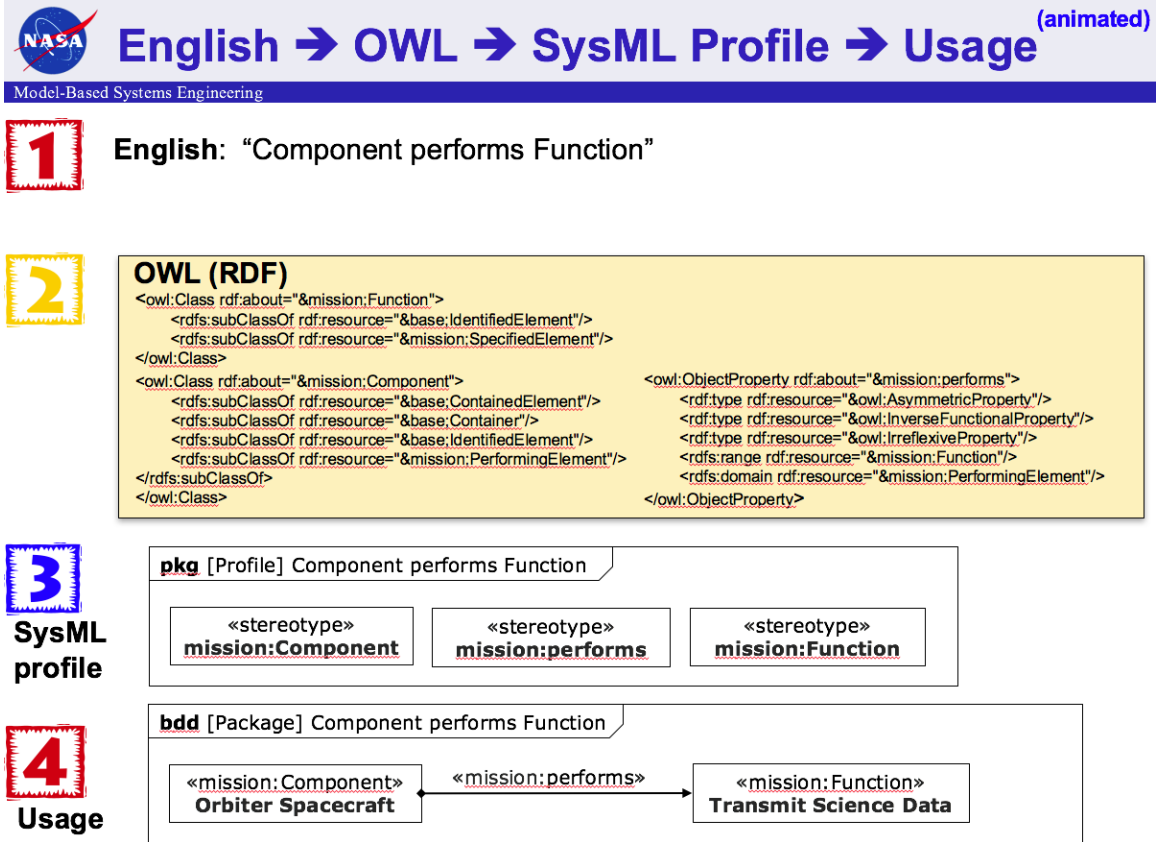 NASA
English ➔ OWL ➔ SysML Profile ➔ Usage
(animated)
Model-Based Systems Engineering
1
English: “Component performs Function”
2
OWL (RDF)
<owl:Class rdf:about="&mission;Function">
<rdfs:subClassOf rdf:resource="&base;IdentifiedElement"/>
<rdfs:subClassOf rdf:resource="&mission;SpecifiedElement"/>
</owl:Class>
<owl:Class rdf:about="&mission;Component">
<rdfs:subClassOf rdf:resource="&base;ContainedElement"/>
<rdfs:subClassOf rdf:resource="&base;Container"/>
<rdfs:subClassOf rdf:resource="&base;IdentifiedElement"/>
<rdfs:subClassOf rdf:resource="&mission;PerformingElement"/>
</rdfs:subClassOf>
</owl:Class>
<owl:ObjectProperty rdf:about="&mission;performs">
<rdf:type rdf:resource="&owl;AsymmetricProperty"/>
<rdf:type rdf:resource="&owl;InverseFunctionalProperty"/>
<rdf:type rdf:resource="&owl;IrreflexiveProperty"/>
<rdfs:range rdf:resource="&mission;Function"/>
<rdfs:domain rdf:resource="&mission;PerformingElement"/>
</owl:ObjectProperty>
3
SysML
profile
pkg [Profile] Component performs Function
«stereotype»
mission:Component
«stereotype»
mission:performs
«stereotype»
mission:Function
4
Usage
bdd [Package] Component performs Function
«mission:Component»
Orbiter Spacecraft
«mission:performs»
«mission:Function»
Transmit Science Data